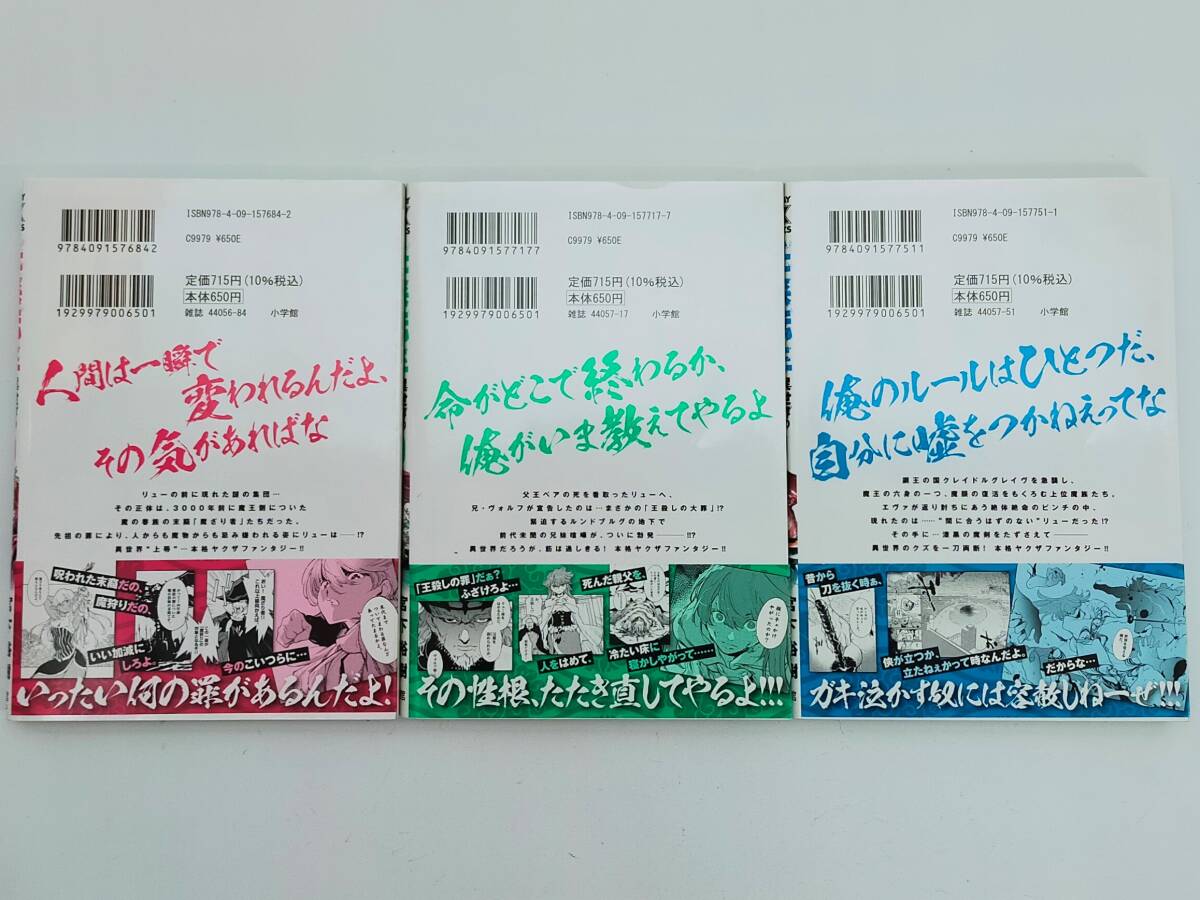 ISBN978-4-09-157684-2
9784091576842
C9979 ¥650E
定価715円(10%税込)
本体650円
1929979006501
雑誌 44056-84 小学館
人間は一瞬で
変われるんだよ、
その気があればな
リューの前に現れた謎の集団…
その正体は、3000年前に魔王側についた
魔の眷族の末裔「魔ざり者」たちだった。
先祖の罪により、人からも魔物からも忌み嫌われる姿にリューは――!?
異世界"上等" 本格ヤクザファンタジー!!
呪われた末裔だの、
魔狩りだの、
いい加減に
しろよ。
今のこいつらに…
いったい何の罪があるんだよ!
ISBN978-4-09-157717-7
9784091577177
C9979 ¥650E
定価715円(10%税込)
本体650円
1929979006501
雑誌 44057-17 小学館
命がどこで終わるか、
俺がいま教えてやるよ
父王ベアの死を看取ったリューへ、
兄・ヴォルフが宣告したのは…まさかの「王殺しの大罪」!?
緊迫するルンドブルグの地下で
前代未聞の兄妹喧嘩が、ついに勃発―――!!?
異世界だろうが、筋は通しきる! 本格ヤクザファンタジー!!
「王殺しの罪」だぁ?
ふざけろよ…
死んだ親父を、
人をはめて、
冷たい床に
寝かしやがって……
その性根、たたき直してやるよ!!!
ISBN978-4-09-157751-1
9784091577511
C9979 ¥650E
定価715円(10%税込)
本体650円
1929979006501
雑誌 44057-51 小学館
俺のルールはひとつだ、
自分に嘘をつかねえってな
鋼王の国クレイドルグレイヴを急襲し、
魔王の六身の一つ、魔顔の復活をもくろむ上位魔族たち。
エヴァが返り討ちにあう絶体絶命のピンチの中、
現れたのは……"間に合うはずのない"リューだった!?
その手に…漆黒の魔剣をたずさえて――――
異世界のクズを一刀両断! 本格ヤクザファンタジー!!
昔から
刀を抜く時ぁ、
侠が立つか、
立たねえかって時なんだよ。
だからな…
ガキ泣かす奴には容赦しねーぜ!!!